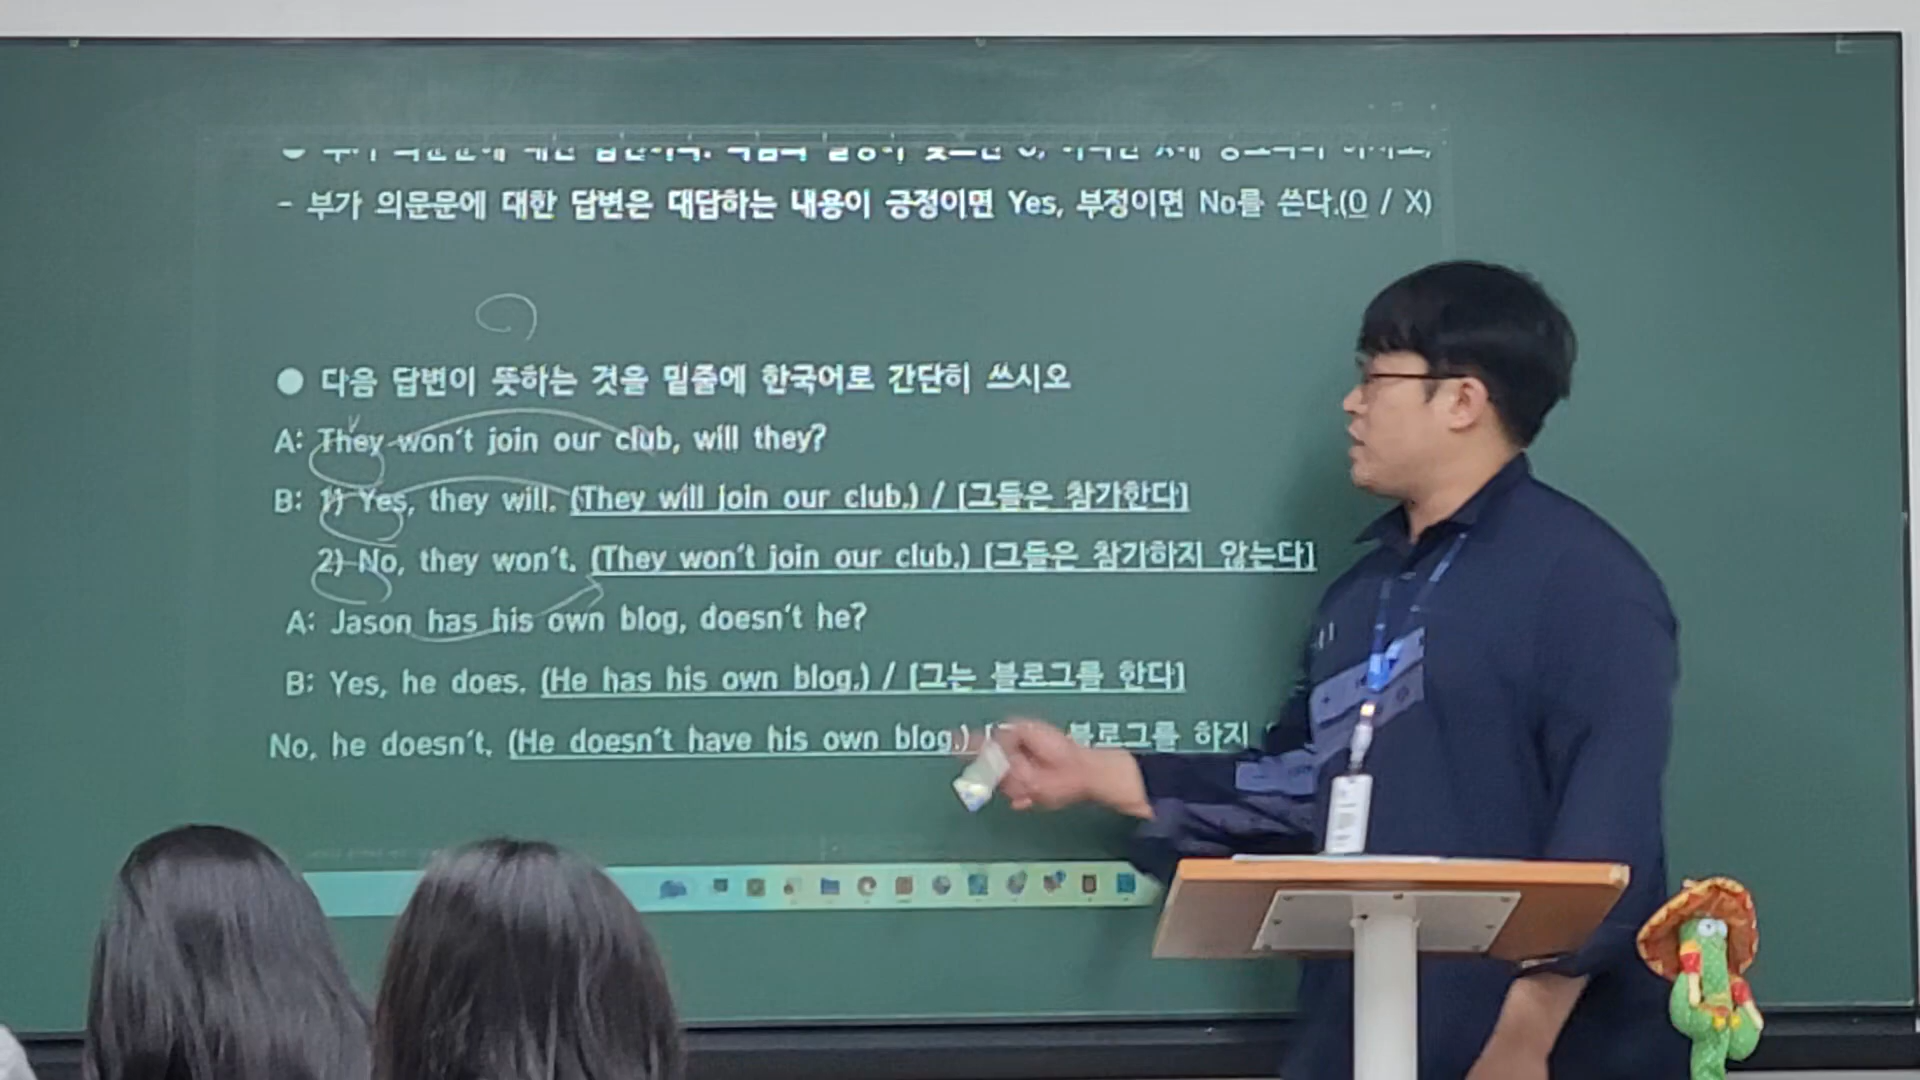 - 부가 의문문에 대한 답변은 대답하는 내용이 긍정이면 Yes, 부정이면 No를 쓴다.(O / X)
● 다음 답변이 뜻하는 것을 밑줄에 한국어로 간단히 쓰시오
A: They won't join our club, will they?
B: 1) Yes, they will. (They will join our club.) / [그들은 참가한다]
2) No, they won't. (They won't join our club.) [그들은 참가하지 않는다]
A: Jason has his own blog, doesn't he?
B: Yes, he does. (He has his own blog.) / [그는 블로그를 한다]
No, he doesn't. (He doesn't have his own blog.) 블로그를 하지